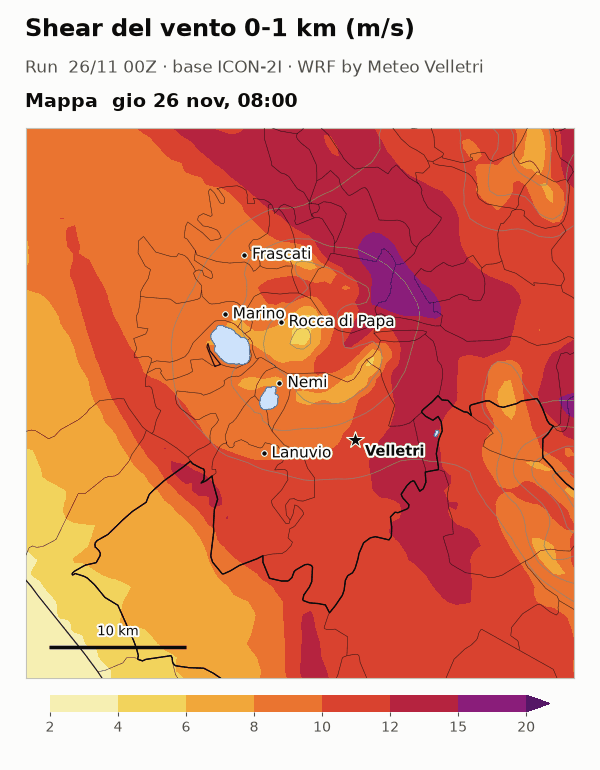 Shear del vento 0-1 km (m/s)
Run  26/11 00Z · base ICON-2I · WRF by Meteo Velletri
Mappa  gio 26 nov, 08:00
Frascati
Marino
Rocca di Papa
Nemi
Velletri
Lanuvio
10 km
2 4 6 8 10 12 15 20